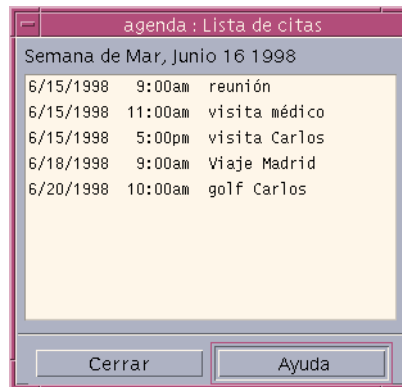 agenda : Lista de citas
Semana de Mar, Junio 16 1998
6/15/1998 9:00am reunión
6/15/1998 11:00am visita médico
6/15/1998 5:00pm visita Carlos
6/18/1998 9:00am Viaje Madrid
6/20/1998 10:00am golf Carlos
Cerrar Ayuda